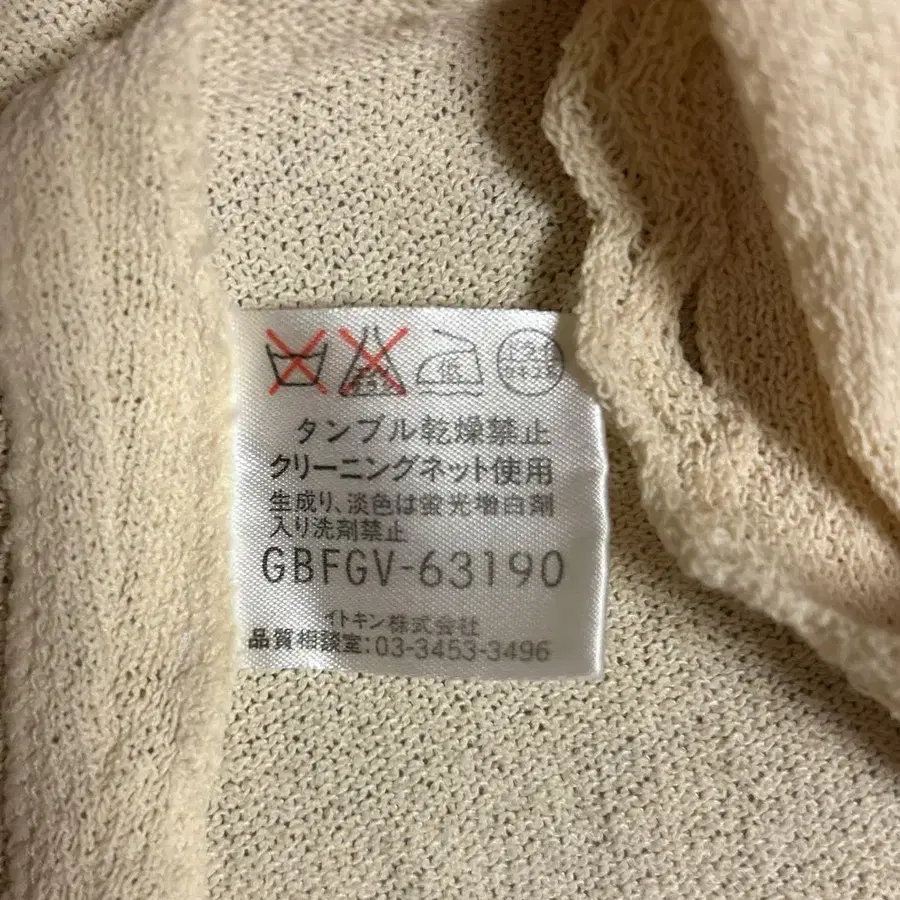 低
タンブル乾燥禁止
クリーニングネット使用
生成り、淡色は蛍光増白剤
入り洗剤禁止
GBFGV-63190
イトキン株式会社
品質相談室:03-3453-3496